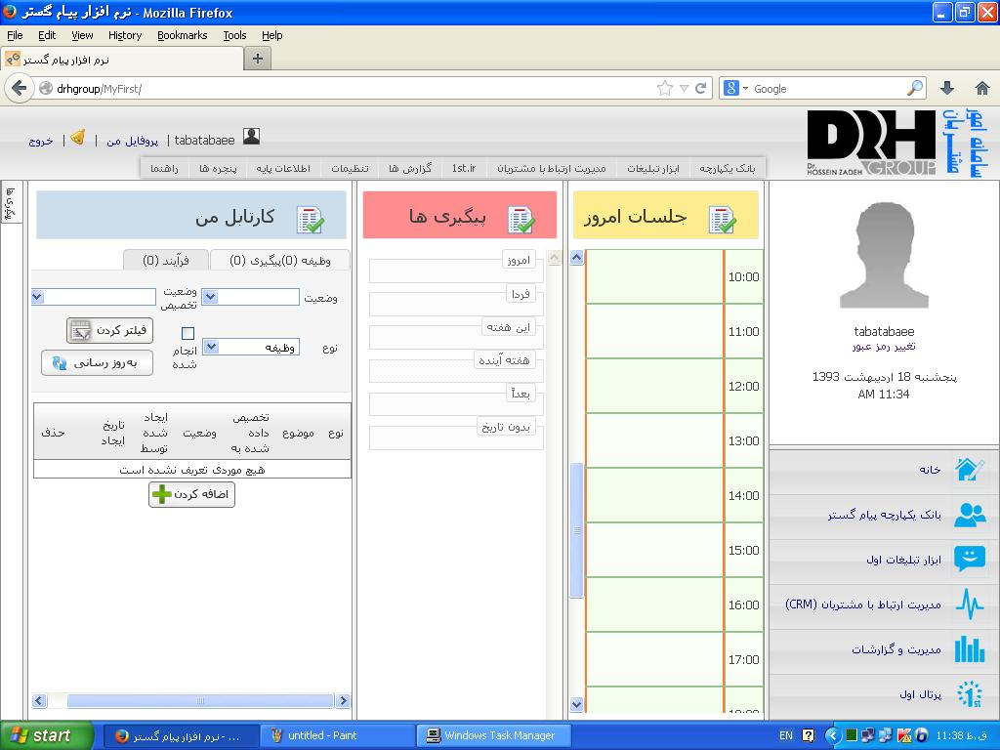 نرم افزار پیام گستر - Mozilla Firefox
File Edit View History Bookmarks Tools Help
نرم افزار پیام گستر
drhgroup/MyFirst/
Google
tabatabaee | پروفایل من | | خروج
DRH
Dr. HOSSEIN ZADEH GROUP
سامانه امور مشتریان
بانک یکپارچه
ابزار تبلیغات
مدیریت ارتباط با مشتریان
1st.ir
گزارش ها
تنظیمات
اطلاعات پایه
پنجره ها
راهنما
tabatabaee
تغییر رمز عبور
پنجشنبه 18 اردیبهشت 1393
11:34 AM
خانه
بانک یکپارچه پیام گستر
ابزار تبلیغات اول
مدیریت ارتباط با مشتریان (CRM)
مدیریت و گزارشات
پرتال اول
جلسات امروز
10:00
11:00
12:00
13:00
14:00
15:00
16:00
17:00
پیگیری ها
امروز
فردا
این هفته
هفته آینده
بعداً
بدون تاریخ
کارتابل من
وظیفه (0)پیگیری (0)
فرآیند (0)
وضعیت
وضعیت تخصیص
نوع
وظیفه
انجام شده
فیلتر کردن
به روز رسانی
نوع
موضوع
تخصیص داده شده به
وضعیت
ایجاد شده توسط
تاریخ ایجاد
حذف
هیچ موردی تعریف نشده است
اضافه کردن
پیگیری ها
start
نرم افزار پیام گستر - ...
untitled - Paint
Windows Task Manager
EN
11:38 ق.ظ